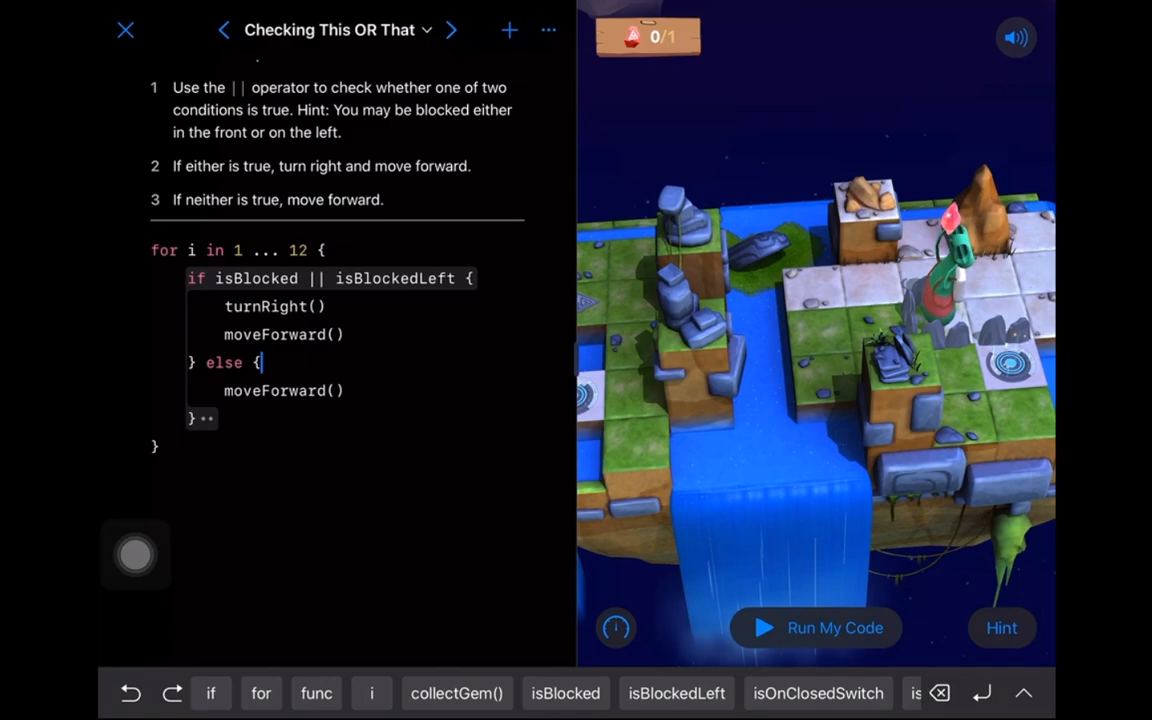 Checking This OR That
1 Use the || operator to check whether one of two
conditions is true. Hint: You may be blocked either
in the front or on the left.
2 If either is true, turn right and move forward.
3 If neither is true, move forward.
for i in 1 ... 12 {
if isBlocked || isBlockedLeft {
turnRight()
moveForward()
} else {
moveForward()
}
}
0/1
Run My Code
Hint
if for func i collectGem() isBlocked isBlockedLeft isOnClosedSwitch is